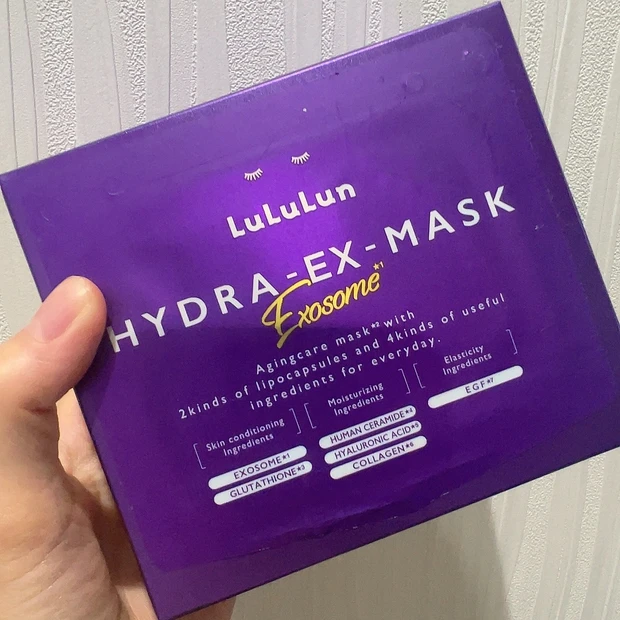 LuLuLun
HYDRA-EX-MASK
Exosome★1
Agingcare mask★2 with
2kinds of lipocapsules and 4kinds of useful
ingredients for everyday.
Skin conditioning
Ingredients
EXOSOME★1
GLUTATHIONE★3
Moisturizing
Ingredients
HUMAN CERAMIDE★4
HYALURONIC ACID★5
COLLAGEN★6
Elasticity
Ingredients
EGF★7